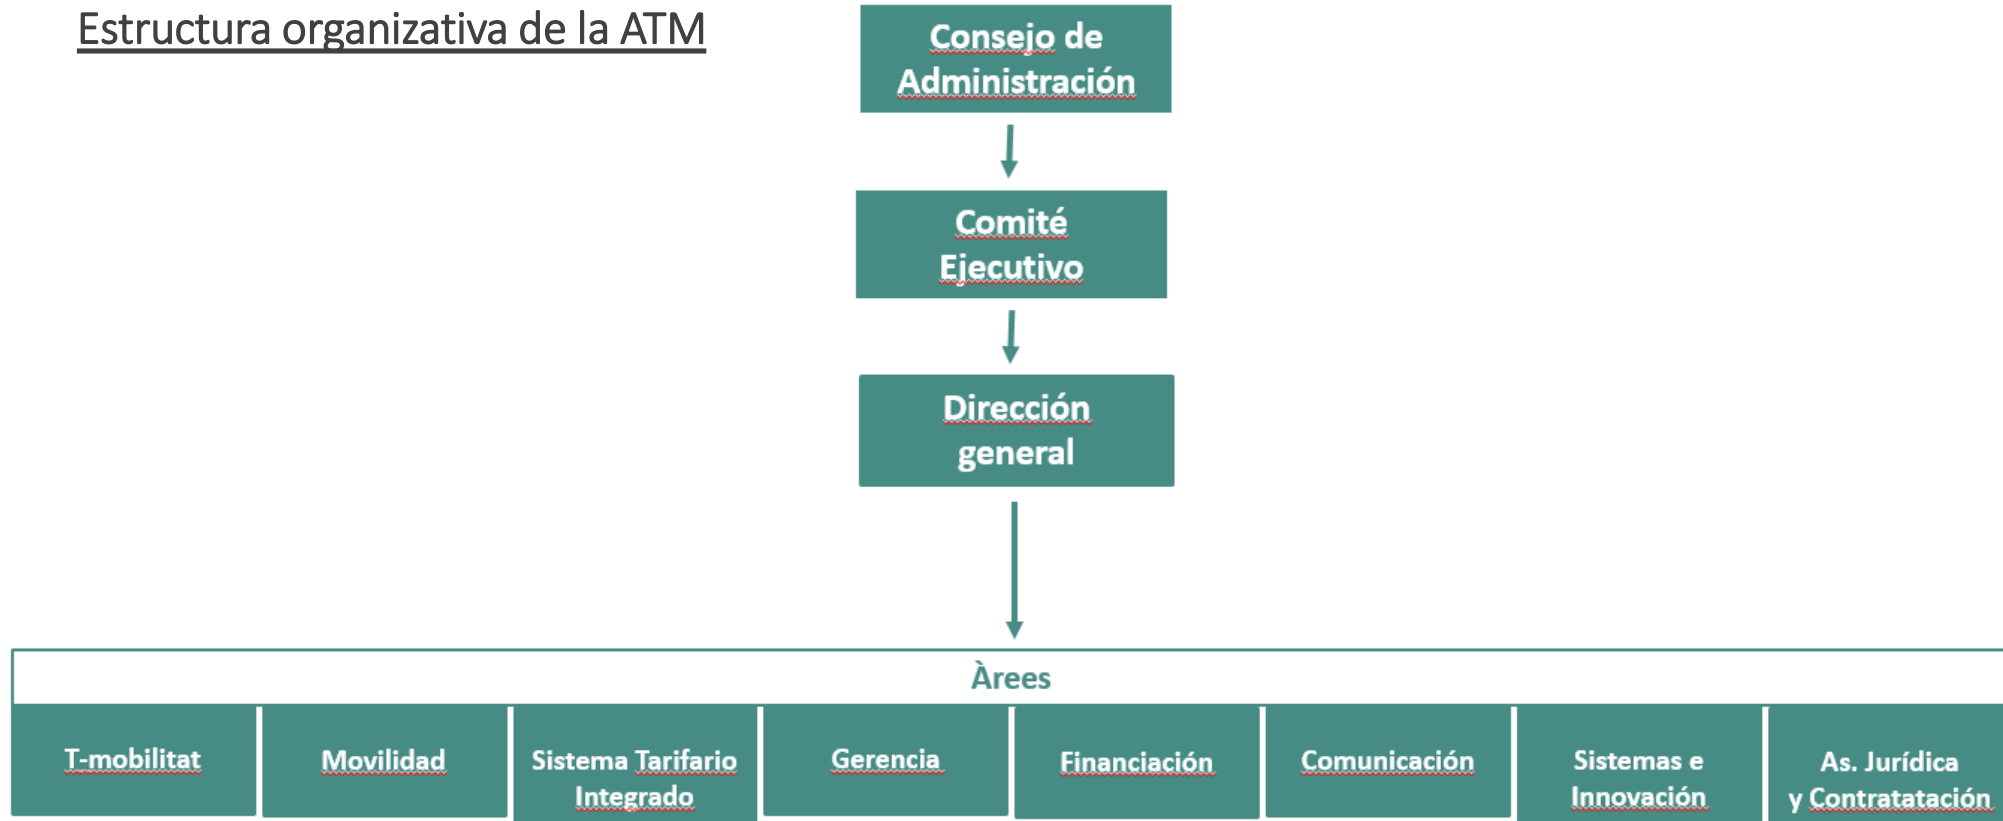 Estructura organizativa de la ATM
Consejo de
Administración
Comité
Ejecutivo
Dirección
general
Àrees
T-mobilitat
Movilidad
Sistema Tarifario
Integrado
Gerencia
Financiación
Comunicación
Sistemas e
Innovación
As. Jurídica
y Contratatación